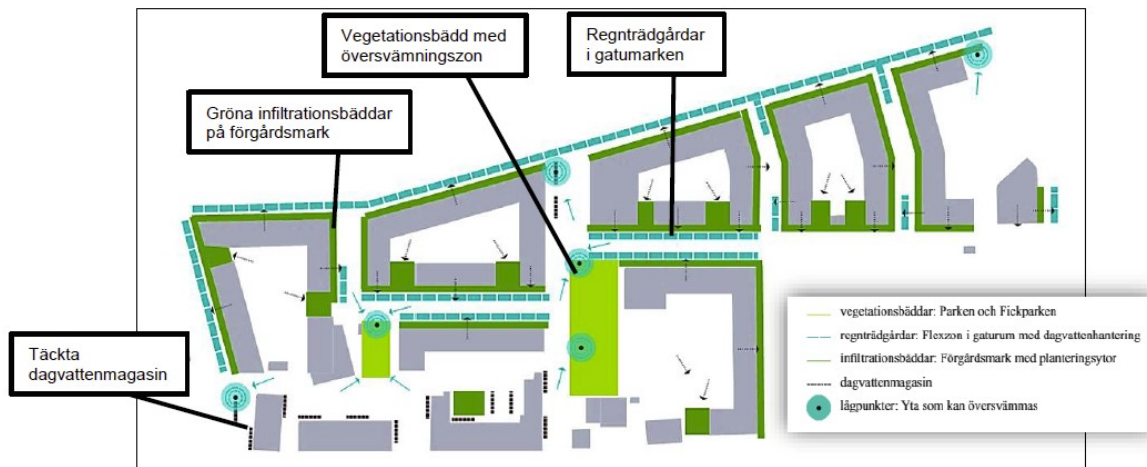 Vegetationsbädd med
översvämningszon
Regnträdgårdar
i gatumarken
Gröna infiltrationsbäddar
på förgårdsmark
Täckta
dagvattenmagasin
vegetationsbäddar: Parken och Fickparken
regnträdgårdar: Flexzon i gaturum med dagvattenhantering
infiltrationsbäddar: Förgårdsmark med planteringsytor
dagvattenmagasin
lågpunkter: Yta som kan översvämmas